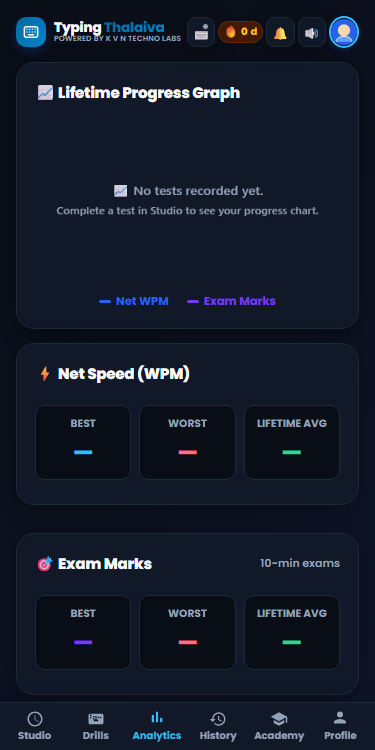 Typing Thalaiva
POWERED BY K V N TECHNO LABS
0 d
Lifetime Progress Graph
No tests recorded yet.
Complete a test in Studio to see your progress chart.
Net WPM Exam Marks
Net Speed (WPM)
BEST WORST LIFETIME AVG
— — —
Exam Marks 10-min exams
BEST WORST LIFETIME AVG
— — —
Studio Drills Analytics History Academy Profile